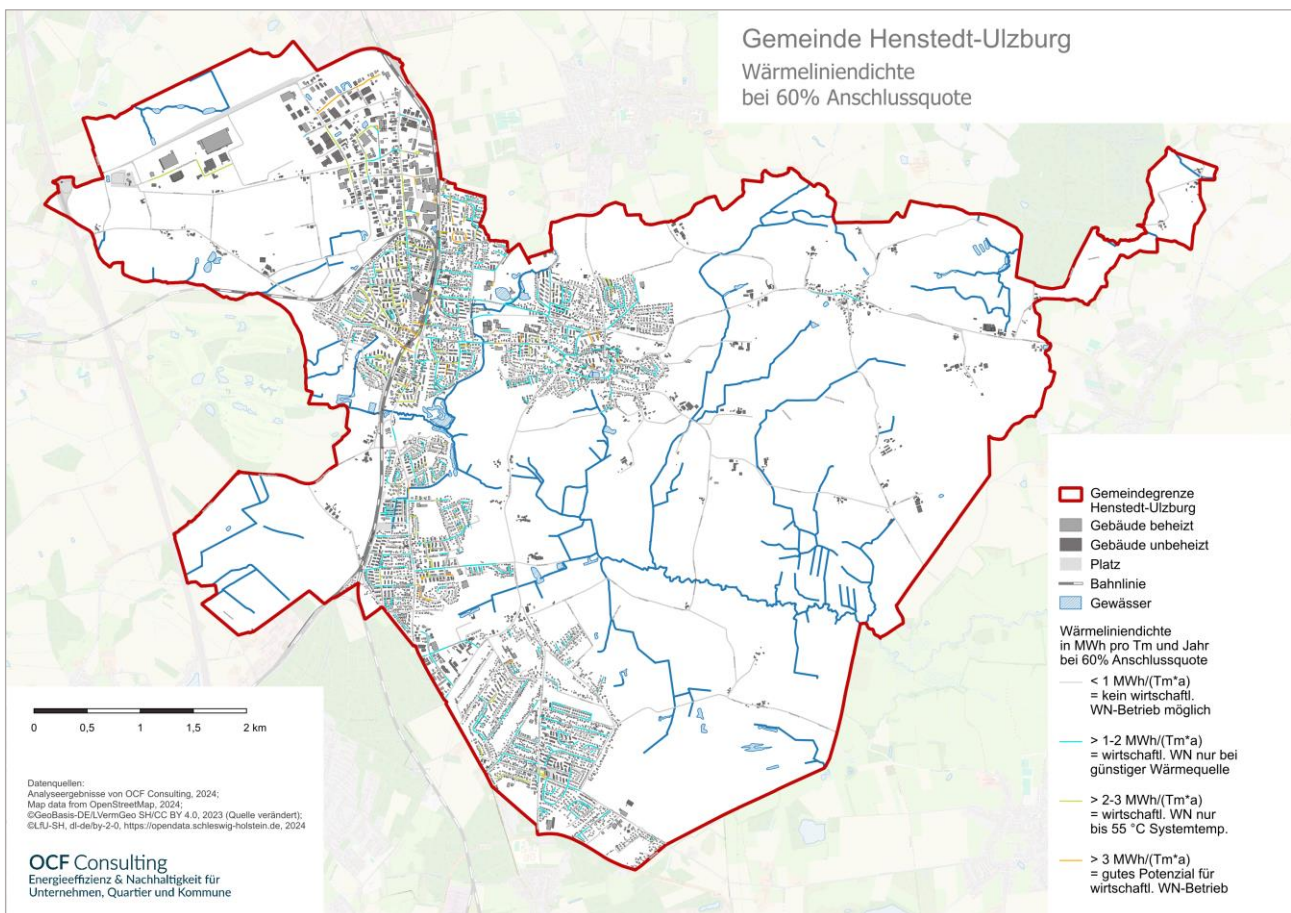 Gemeinde Henstedt-Ulzburg
Wärmeliniendichte
bei 60% Anschlussquote
Gemeindegrenze
Henstedt-Ulzburg
Gebäude beheizt
Gebäude unbeheizt
Platz
Bahnlinie
Gewässer
Wärmeliniendichte
in MWh pro Tm und Jahr
bei 60% Anschlussquote
< 1 MWh/(Tm*a)
= kein wirtschaftl.
WN-Betrieb möglich
> 1-2 MWh/(Tm*a)
= wirtschaftl. WN nur bei
günstiger Wärmequelle
> 2-3 MWh/(Tm*a)
= wirtschaftl. WN nur
bis 55 °C Systemtemp.
> 3 MWh/(Tm*a)
= gutes Potenzial für
wirtschaftl. WN-Betrieb
0 0,5 1 1.5 2 km
Datenquellen:
Analyseergebnisse von OCF Consulting, 2024;
Map data from OpenStreetMap, 2024;
©GeoBasis-DE/LVermGeo SH/CC BY 4.0, 2023 (Quelle verändert);
©LfU-SH, dl-de/by-2-0, https://opendata.schleswig-holstein.de, 2024
OCF Consulting
Energieeffizienz & Nachhaltigkeit für
Unternehmen, Quartier und Kommune